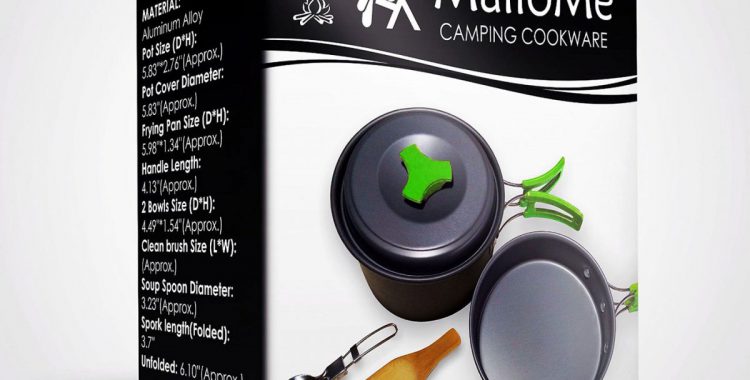 MATERIAL:
Aluminum Alloy
Pot Size (D*H):
5.83"*2.76"(Approx.)
Pot Cover Diameter:
5.83"(Approx.)
Frying Pan Size (D*H):
5.98"*1.34"(Approx.)
Handle Length:
4.13"(Approx.)
2 Bowls Size (D*H):
4.49"*1.54"(Approx.)
Clean brush Size (L*W):
(Approx.)
Soup Spoon Diameter:
3.23"(Approx.)
Spork length(Folded):
3.7"
Unfolded: 6.10"(Approx.)
MalloMe
CAMPING COOKWARE